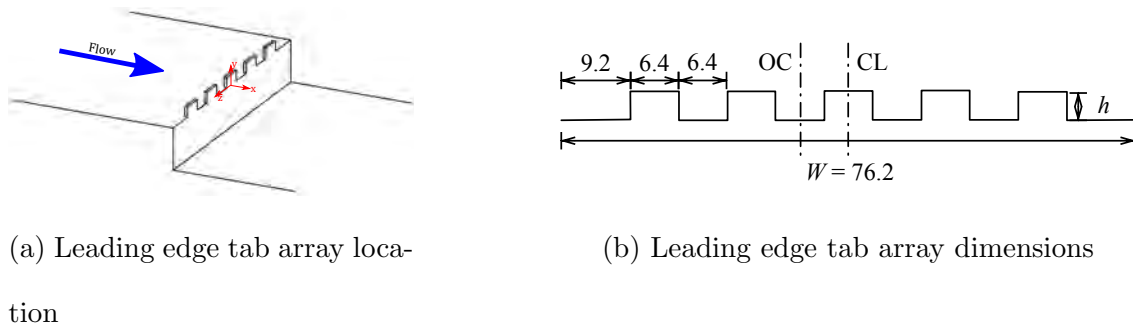 Flow
y
z
x
9.2
6.4
6.4
OC
CL
h
W = 76.2
(a) Leading edge tab array loca-
tion
(b) Leading edge tab array dimensions